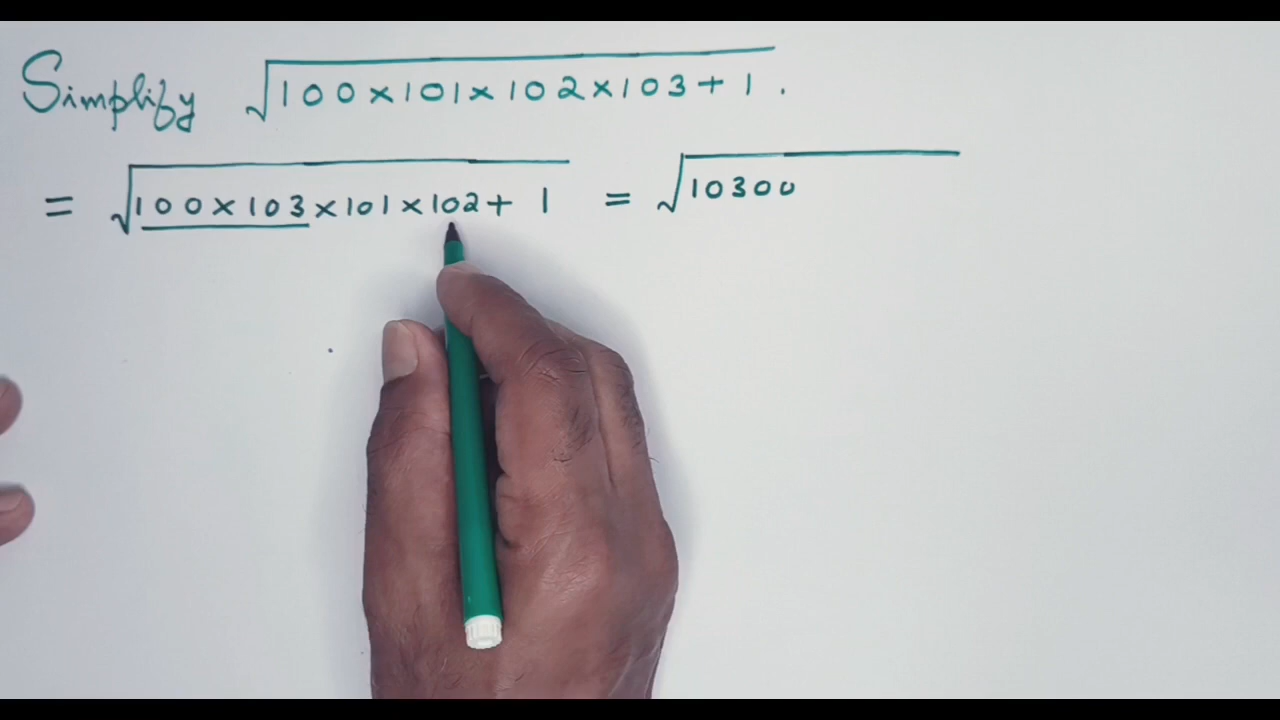 Simplify √100×101×102×103+1.
= √100×103×101×102+ 1 = √10300